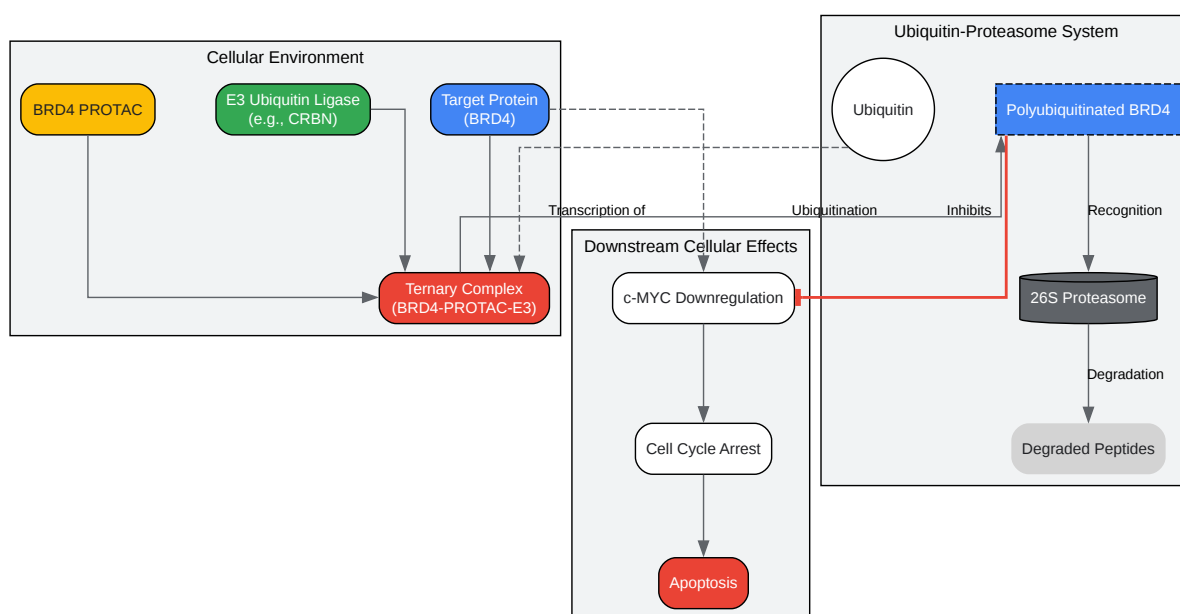 Cellular Environment
BRD4 PROTAC
E3 Ubiquitin Ligase
(e.g., CRBN)
Target Protein
(BRD4)
Ternary Complex
(BRD4-PROTAC-E3)
Ubiquitin-Proteasome System
Ubiquitin
Polyubiquitinated BRD4
Transcription of
Ubiquitination
Inhibits
Recognition
26S Proteasome
Degradation
Degraded Peptides
Downstream Cellular Effects
c-MYC Downregulation
Cell Cycle Arrest
Apoptosis